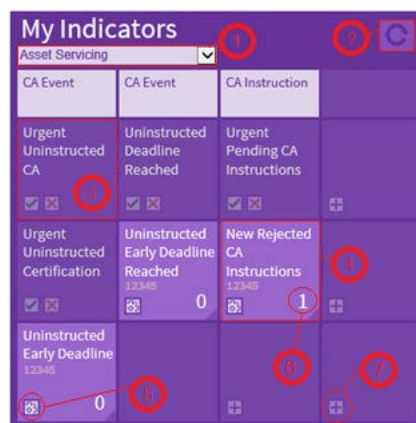 My Indicators
1
2
Asset Servicing
CA Event
CA Event
CA Instruction
Urgent
Uninstructed
CA
3
Uninstructed
Deadline
Reached
Urgent
Pending CA
Instructions
Urgent
Uninstructed
Certification
Uninstructed
Early Deadline
Reached
12345
0
New Rejected
CA
Instructions
12345
1
4
Uninstructed
Early Deadline
12345
0
5
6
7